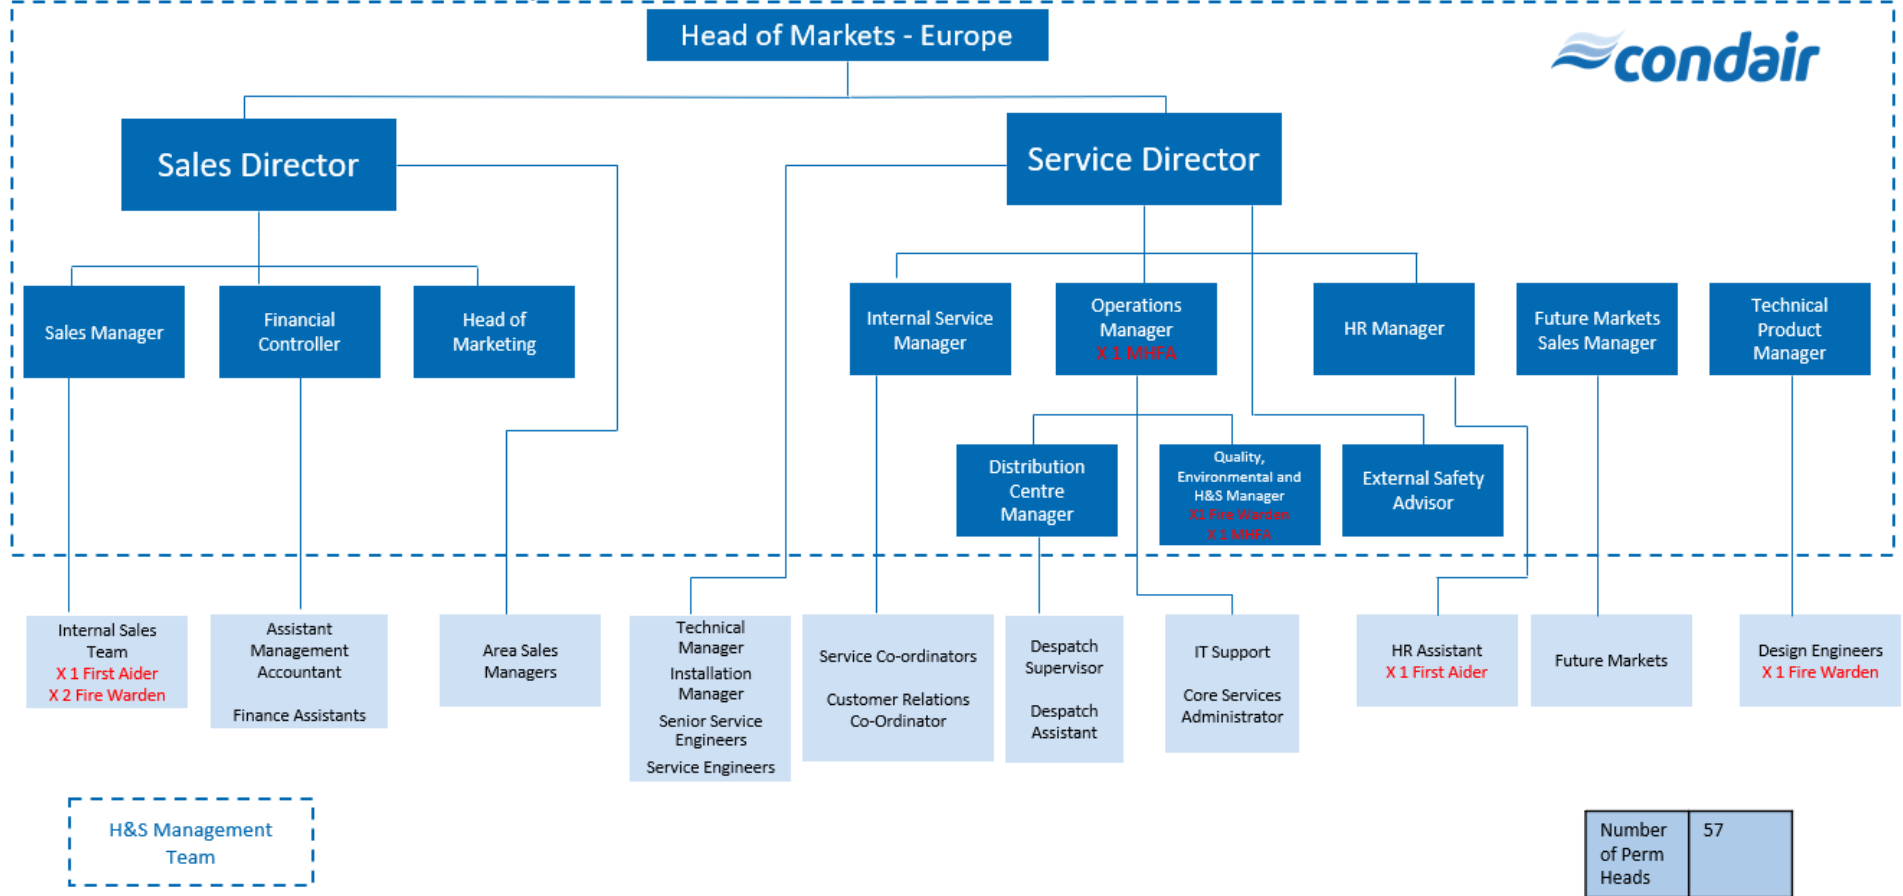 Head of Markets - Europe
condair
Sales Director
Service Director
Sales Manager
Financial
Controller
Head of
Marketing
Internal Service
Manager
Operations
Manager
X 1 MHFA
HR Manager
Future Markets
Sales Manager
Technical
Product
Manager
Distribution
Centre
Manager
Quality,
Environmental and
H&S Manager
X1 Fire Warden
X 1 MHFA
External Safety
Advisor
Internal Sales
Team
X 1 First Aider
X 2 Fire Warden
Assistant
Management
Accountant
Finance Assistants
Area Sales
Managers
Technical
Manager
Installation
Manager
Senior Service
Engineers
Service Engineers
Service Co-ordinators
Customer Relations
Co-Ordinator
Despatch
Supervisor
Despatch
Assistant
IT Support
Core Services
Administrator
HR Assistant
X 1 First Aider
Future Markets
Design Engineers
X 1 Fire Warden
H&S Management
Team
Number
of Perm
Heads
57